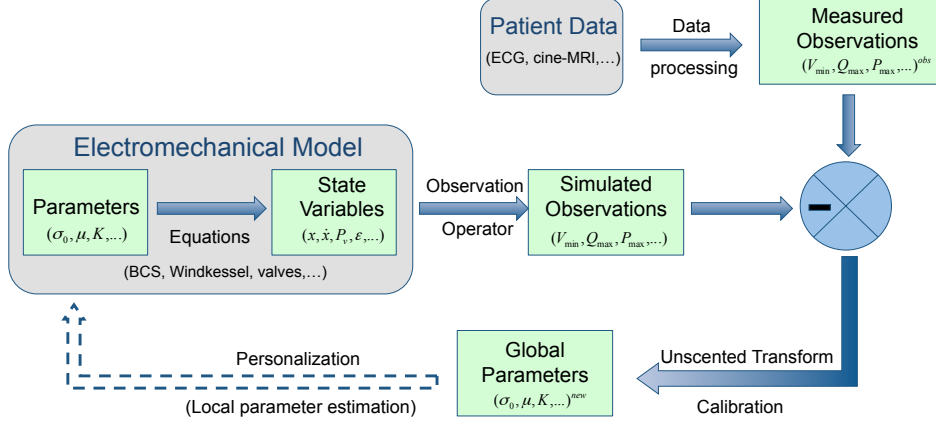 Patient Data
(ECG, cine-MRI,…)
Data
processing
Measured
Observations
(V_min, Q_max, P_max, ...)^obs
Electromechanical Model
Parameters
(σ_0, μ, K,...)
Equations
State
Variables
(x, ẋ, P_v, ε,...)
(BCS, Windkessel, valves,…)
Observation
Operator
Simulated
Observations
(V_min, Q_max, P_max, ...)
-
Personalization
(Local parameter estimation)
Global
Parameters
(σ_0, μ, K,...)^new
Unscented Transform
Calibration